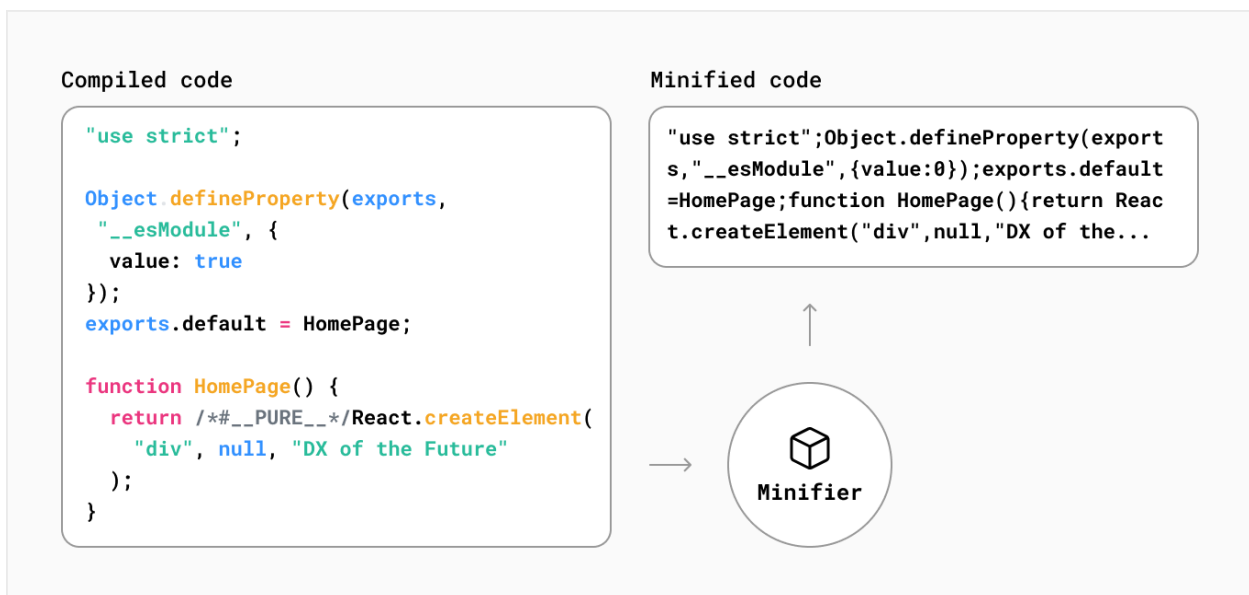 Compiled code
"use strict";
Object.defineProperty(exports,
"__esModule", {
value: true
});
exports.default = HomePage;
function HomePage() {
return /*#__PURE__*/React.createElement(
"div", null, "DX of the Future"
);
}
Minified code
"use strict";Object.defineProperty(export
s,"__esModule",{value:0});exports.default
=HomePage;function HomePage(){return Reac
t.createElement("div",null,"DX of the...
Minifier